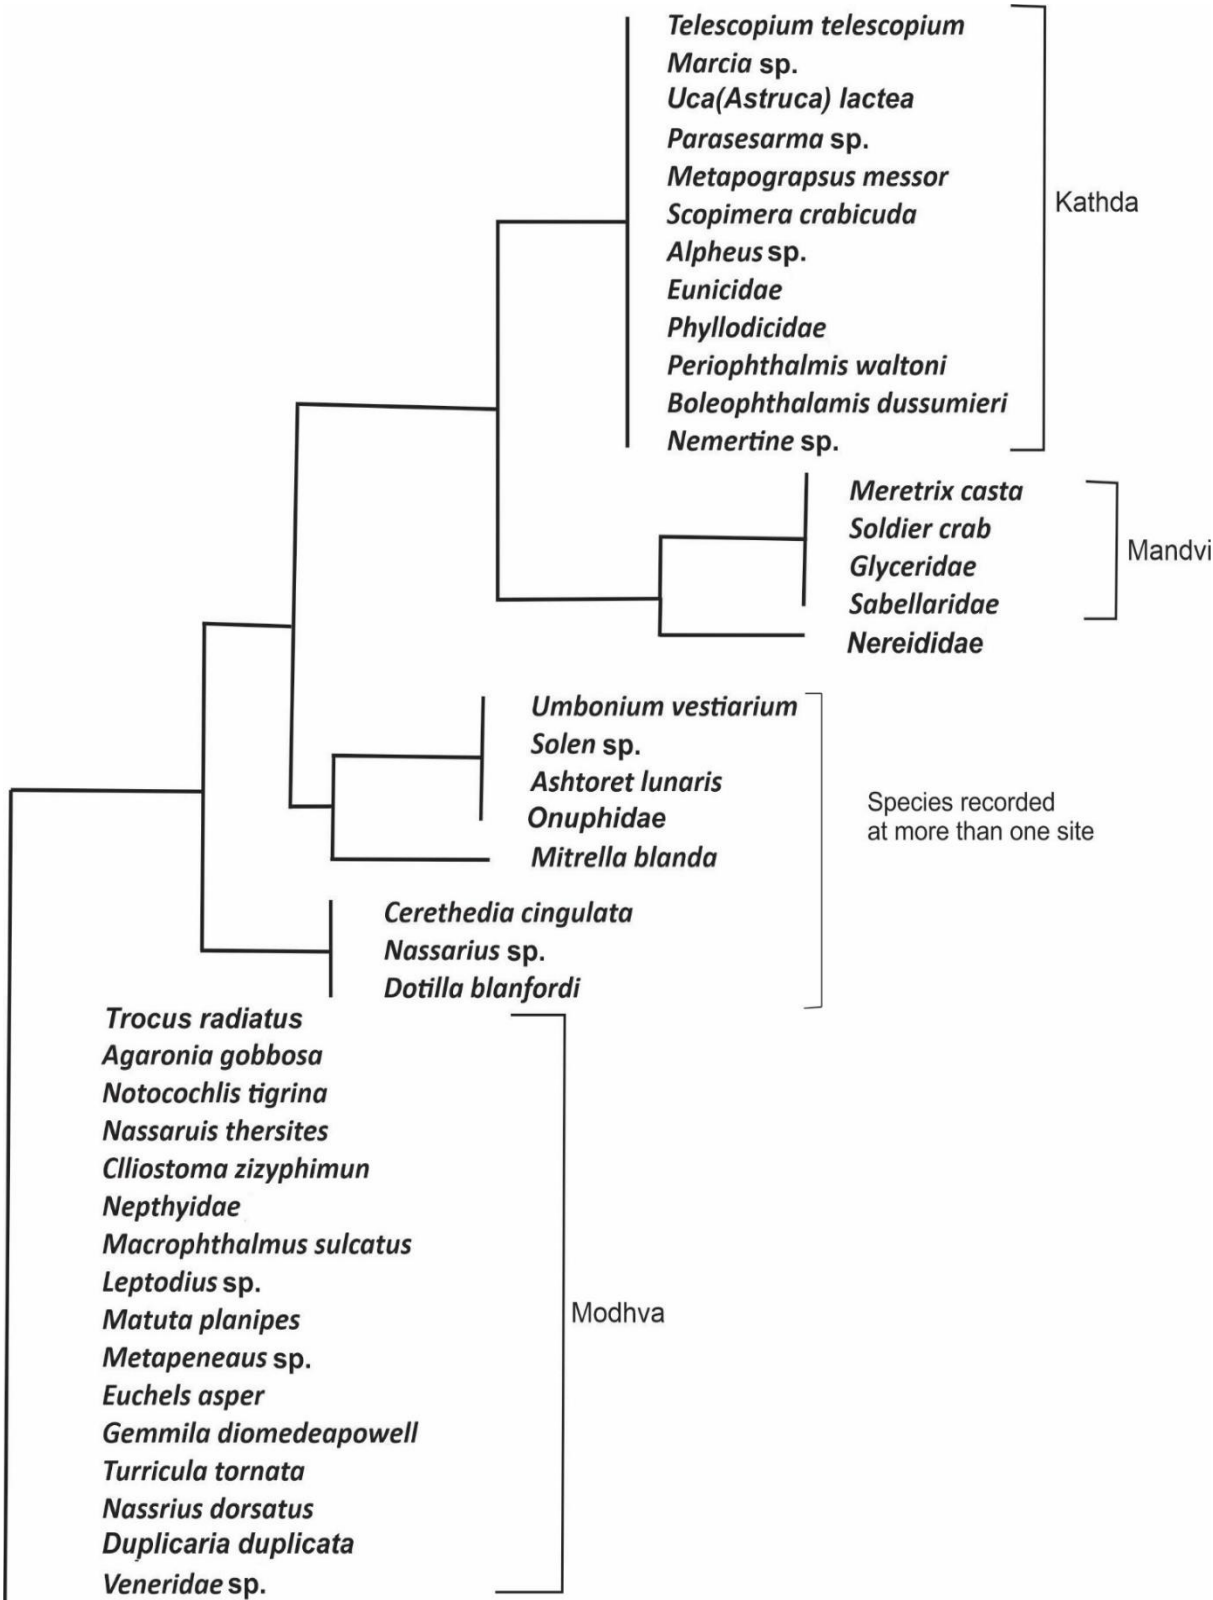 Telescopium telescopium
Marcia sp.
Uca(Astruca) lactea
Parasesarma sp.
Metapograpsus messor
Scopimera crabicuda
Alpheus sp.
Eunicidae
Phyllodicidae
Periophthalmis waltoni
Boleophthalamis dussumieri
Nemertine sp.
Kathda
Meretrix casta
Soldier crab
Glyceridae
Sabellaridae
Nereididae
Mandvi
Umbonium vestiarium
Solen sp.
Ashtoret lunaris
Onuphidae
Mitrella blanda
Cerethedia cingulata
Nassarius sp.
Dotilla blanfordi
Species recorded
at more than one site
Trocus radiatus
Agaronia gobbosa
Notocochlis tigrina
Nassaruis thersites
Clliostoma zizyphimun
Nepthyidae
Macrophthalmus sulcatus
Leptodius sp.
Matuta planipes
Metapeneaus sp.
Euchels asper
Gemmila diomedeapowell
Turricula tornata
Nassrius dorsatus
Duplicaria duplicata
Veneridae sp.
Modhva